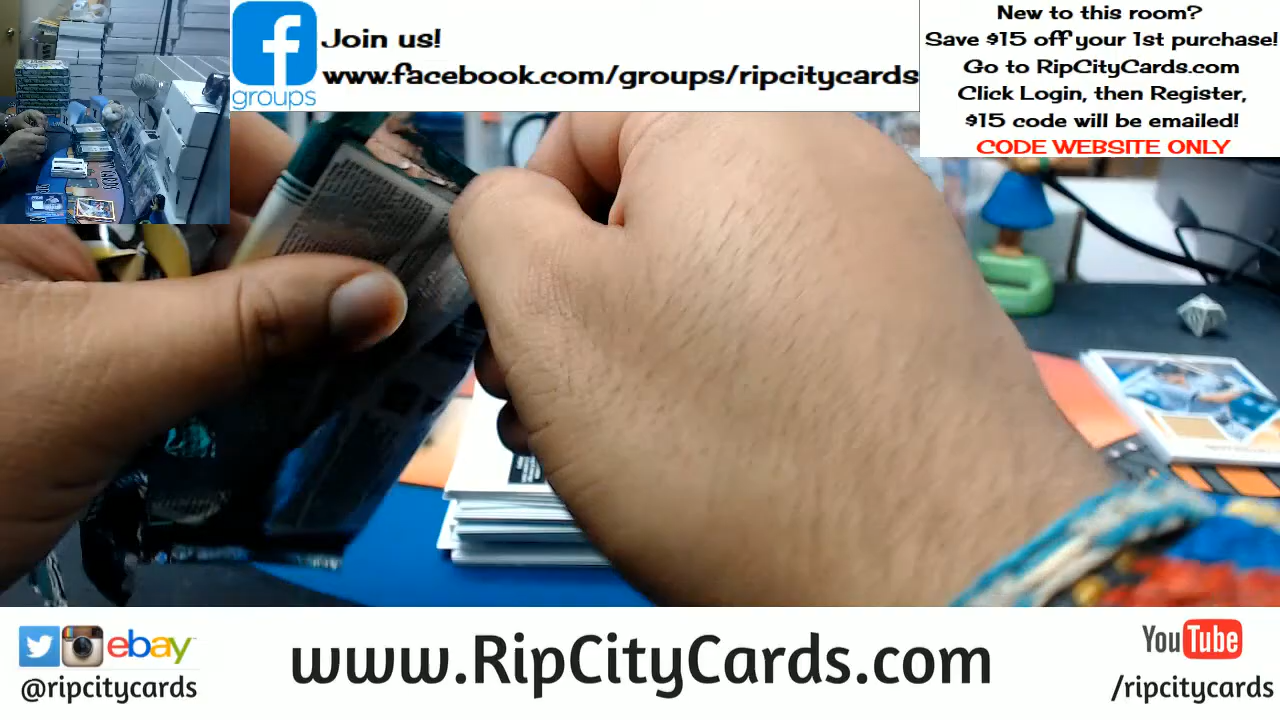 groups
Join us!
www.facebook.com/groups/ripcitycards
New to this room?
Save $15 off your 1st purchase!
Go to RipCityCards.com
Click Login, then Register,
$15 code will be emailed!
CODE WEBSITE ONLY
ebay
@ripcitycards
www.RipCityCards.com
YouTube
/ripcitycards